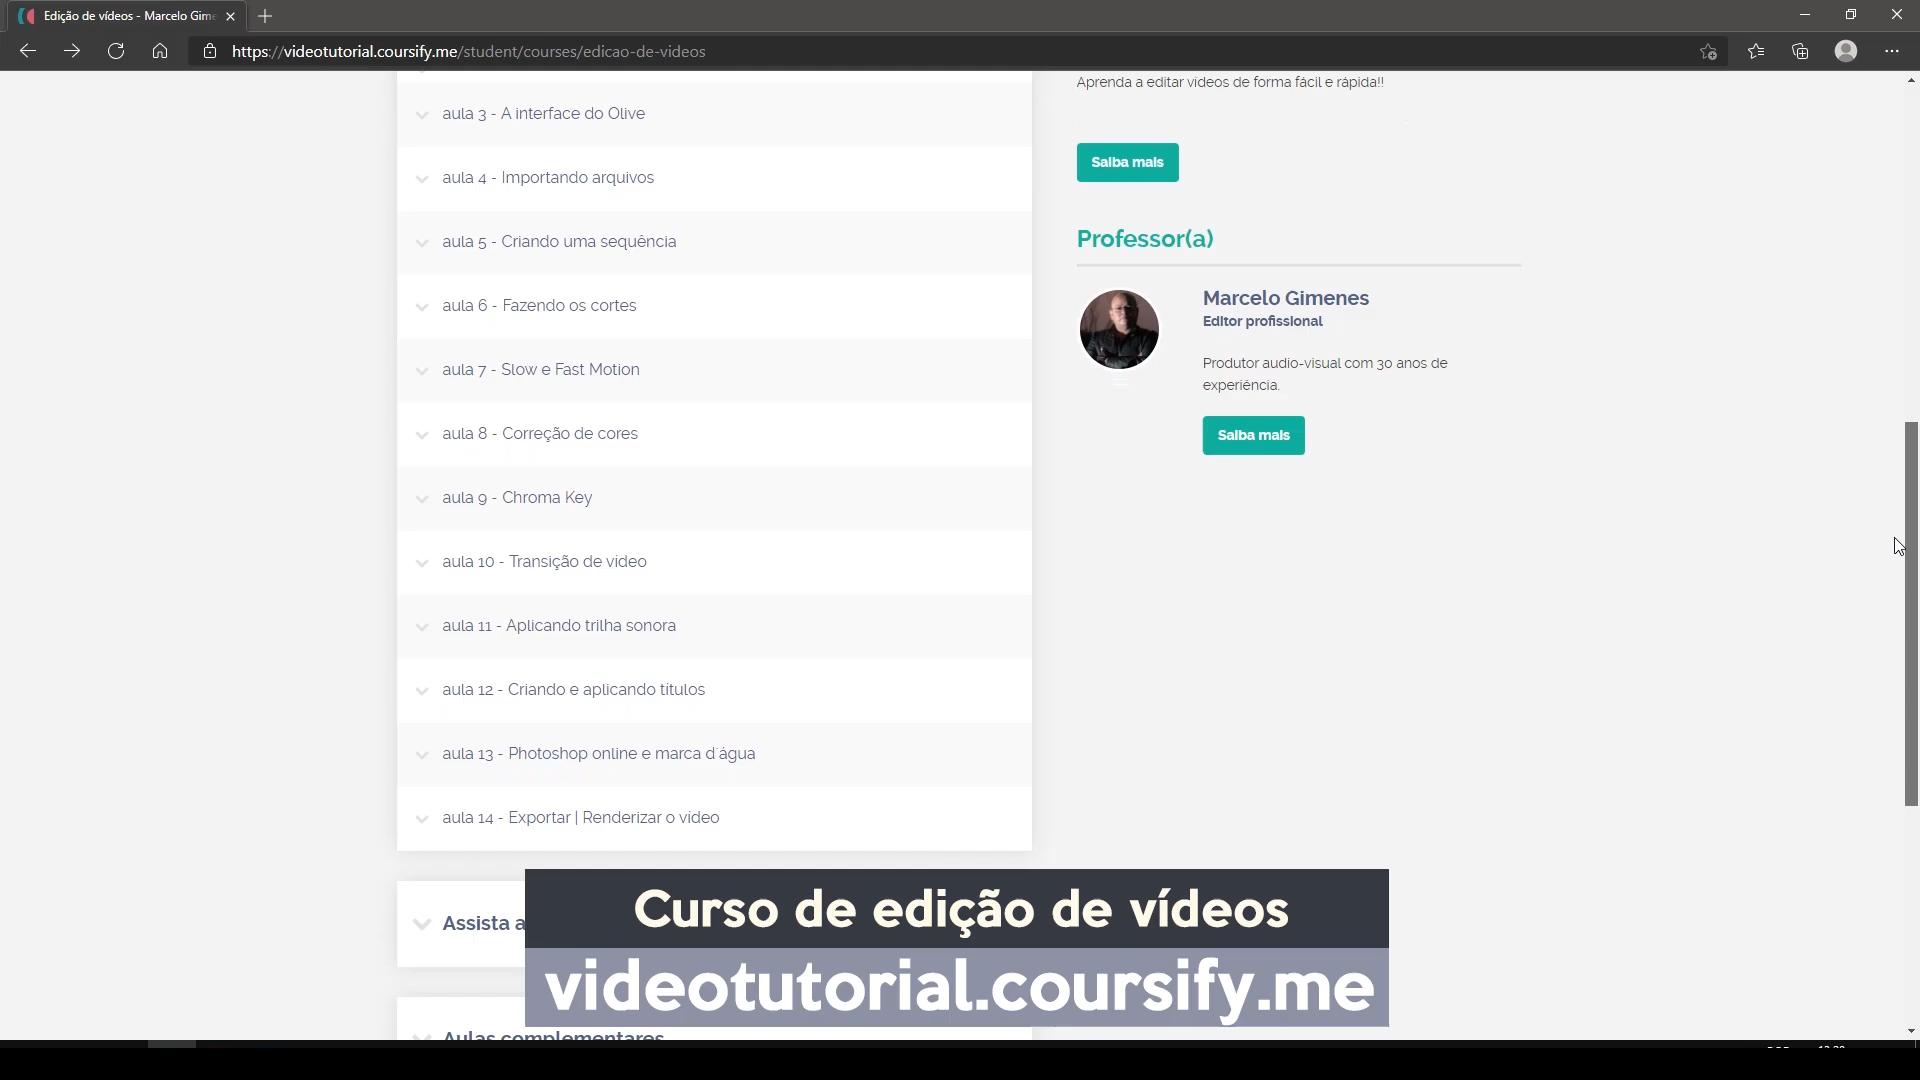 Edição de vídeos - Marcelo Gime
https://videotutorial.coursify.me/student/courses/edicao-de-videos
aula 3 - A interface do Olive
aula 4 - Importando arquivos
aula 5 - Criando uma sequência
aula 6 - Fazendo os cortes
aula 7 - Slow e Fast Motion
aula 8 - Correção de cores
aula 9 - Chroma Key
aula 10 - Transição de vídeo
aula 11 - Aplicando trilha sonora
aula 12 - Criando e aplicando títulos
aula 13 - Photoshop online e marca d´água
aula 14 - Exportar | Renderizar o vídeo
Assista a
Aulas complementares
Aprenda a editar vídeos de forma fácil e rápida!!
Saiba mais
Professor(a)
Marcelo Gimenes
Editor profissional
Produtor audio-visual com 30 anos de
experiência.
Saiba mais
Curso de edição de vídeos
videotutorial.coursify.me